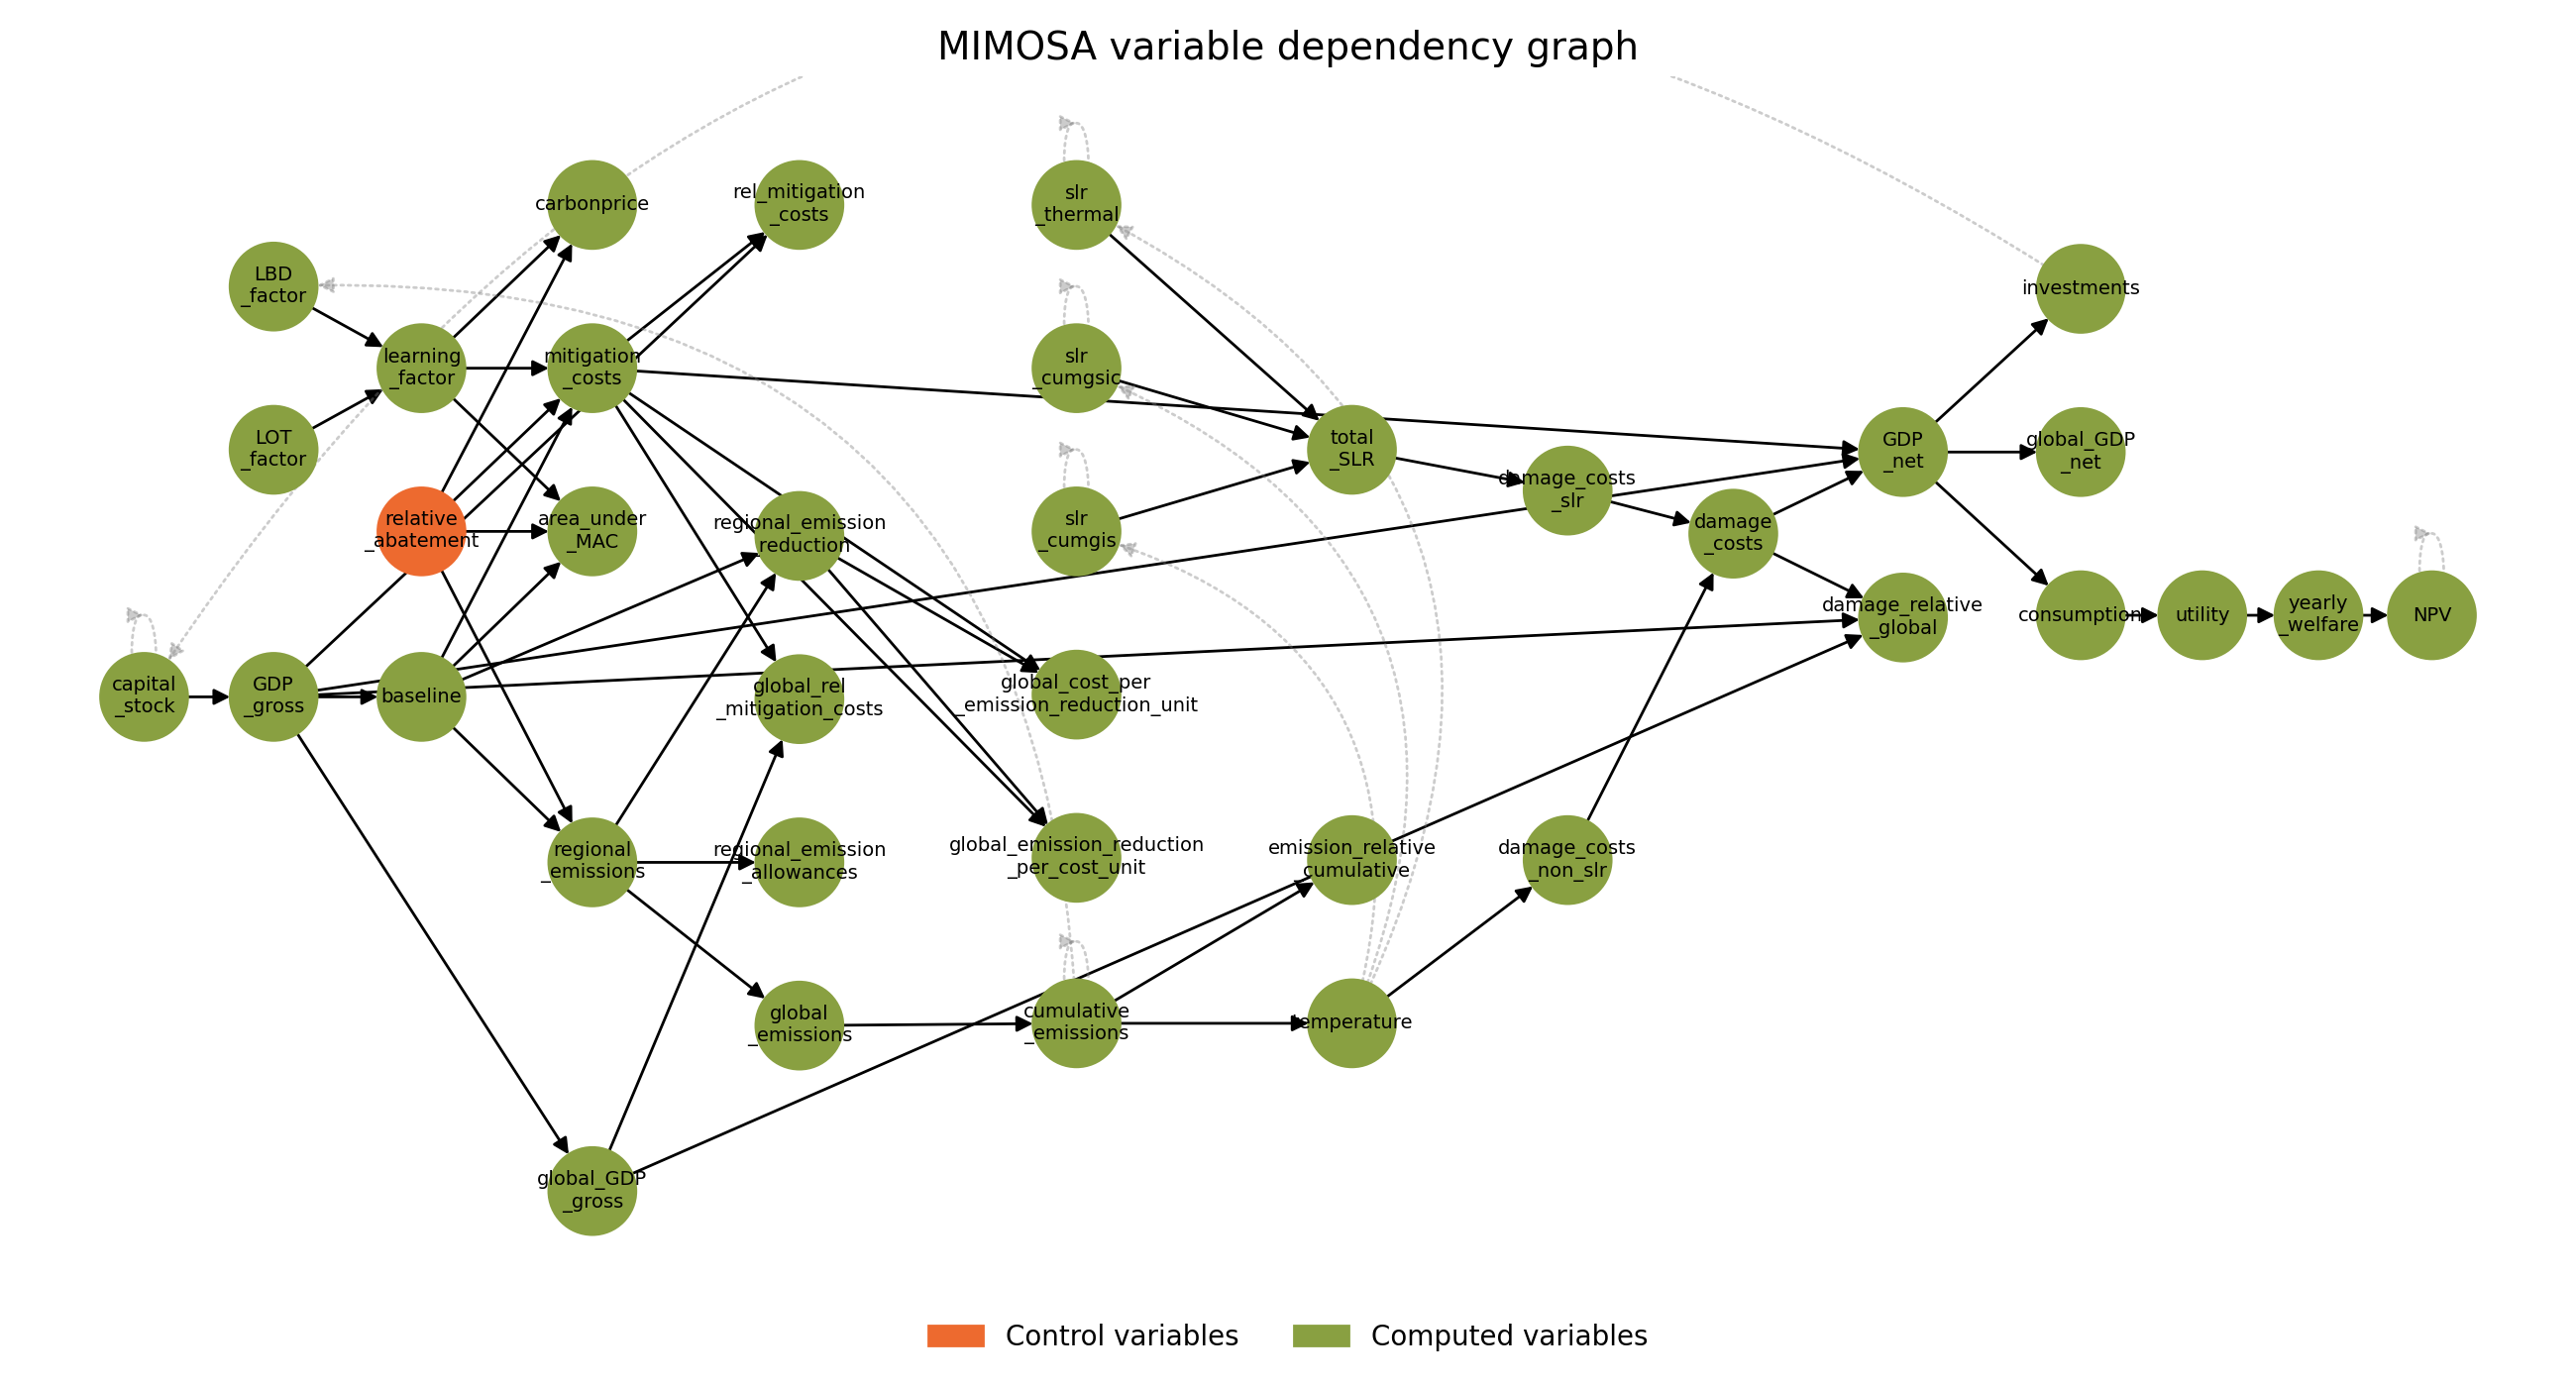 MIMOSA variable dependency graph
carbonprice
rel_mitigation
_costs
slr
_thermal
LBD
_factor
investments
learning
_factor
mitigation
_costs
slr
_cumgsic
LOT
_factor
total
_SLR
GDP
_net
global_GDP
_net
damage_costs
_slr
relative
_abatement
area_under
_MAC
regional_emission
_reduction
slr
_cumgis
damage
_costs
damage_relative
_global
consumption
utility
yearly
_welfare
NPV
capital
_stock
GDP
_gross
baseline
global_rel
_mitigation_costs
global_cost_per
_emission_reduction_unit
regional
_emissions
regional_emission
_allowances
global_emission_reduction
_per_cost_unit
emission_relative
_cumulative
damage_costs
_non_slr
global
_emissions
cumulative
_emissions
temperature
global_GDP
_gross
Control variables
Computed variables